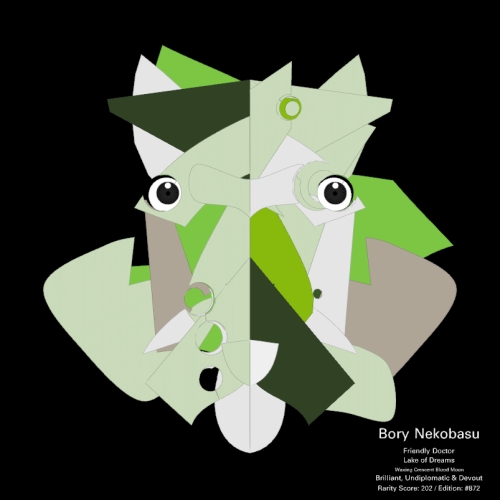 Bory Nekobasu
Friendly Doctor
Lake of Dreams
Waxing Crescent Blood Moon
Brilliant, Undiplomatic & Devout
Rarity Score: 202 / Edition: #872